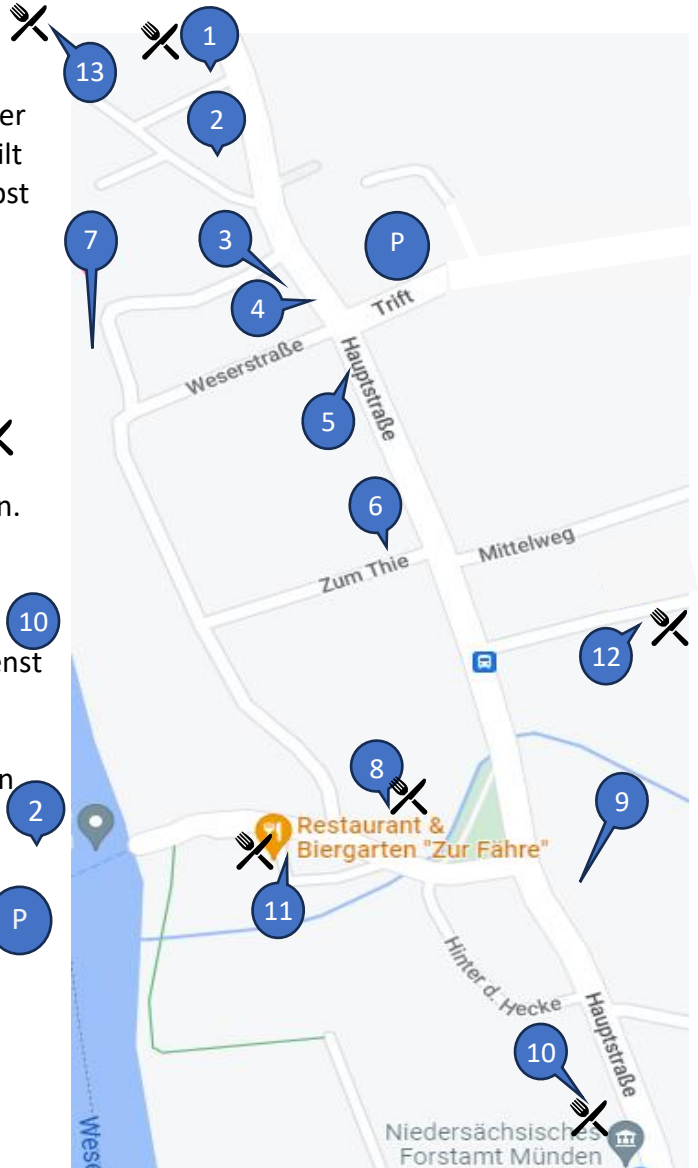 1
13
er
2
ilt
ost
7
3
P
4
Trift
Weserstraße
Hauptstraße
5
6
n.
Mittelweg
Zum Thie
10
12
enst
8
n
2
9
Restaurant &
Biergarten "Zur Fähre"
P
11
Hinter d. Hecke
Hauptstraße
10
Niedersächsisches
Forstamt Münden
Wese